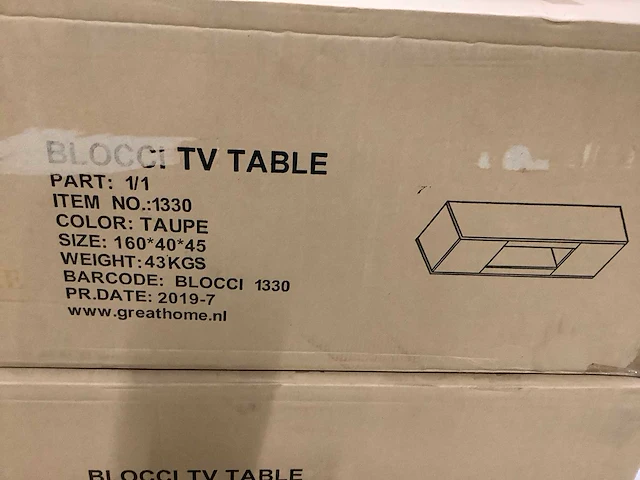 BLOCCI TV TABLE
PART: 1/1
ITEM NO.:1330
COLOR: TAUPE
SIZE: 160*40*45
WEIGHT:43KGS
BARCODE: BLOCCI 1330
PR.DATE: 2019-7
www.greathome.nl
BLOCCI TV TABLE